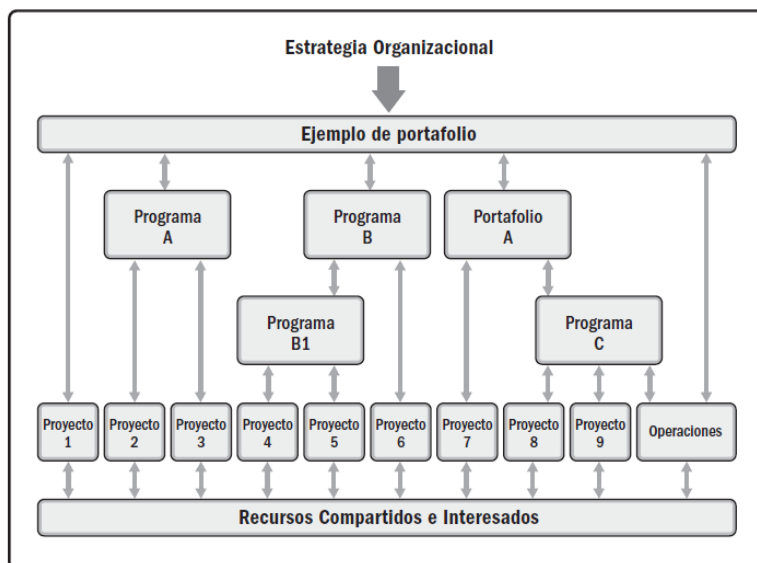 Estrategia Organizacional
Ejemplo de portafolio
Programa
A
Programa
B
Portafolio
A
Programa
B1
Programa
C
Proyecto
1
Proyecto
2
Proyecto
3
Proyecto
4
Proyecto
5
Proyecto
6
Proyecto
7
Proyecto
8
Proyecto
9
Operaciones
Recursos Compartidos e Interesados